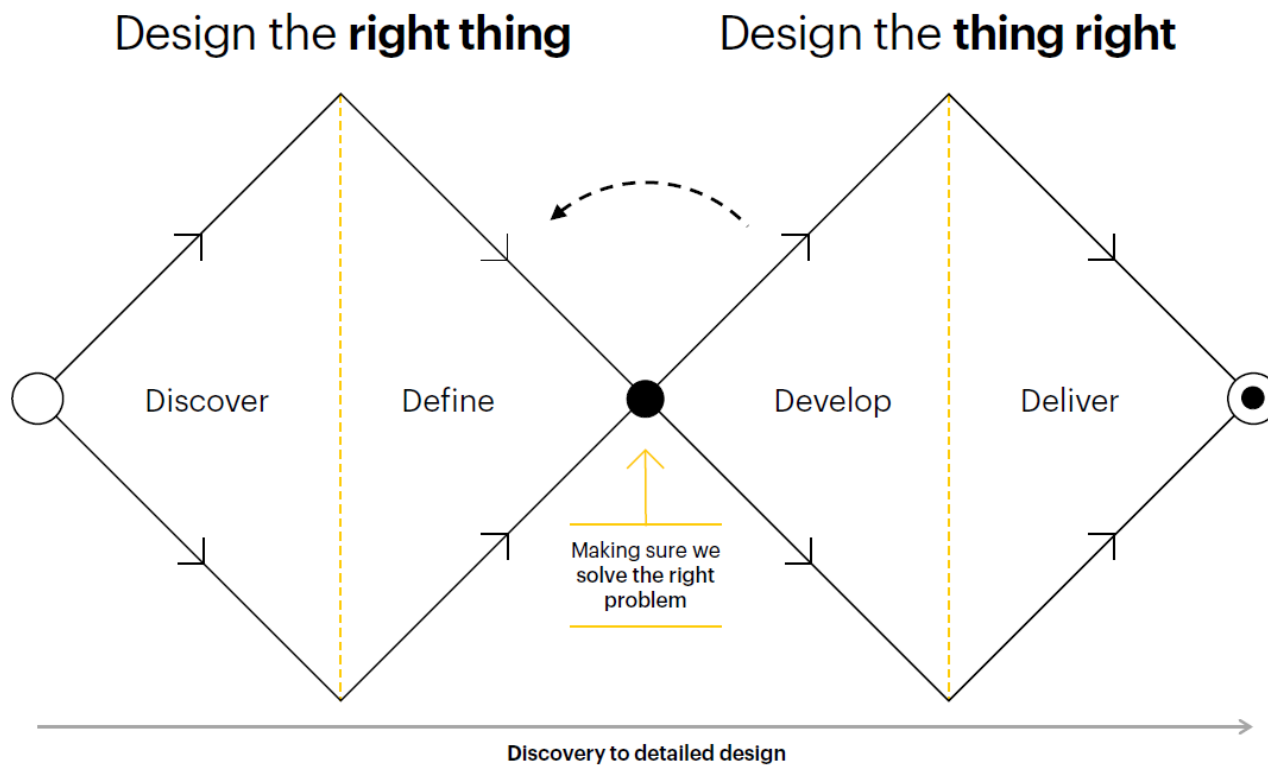 Design the right thing
Design the thing right
Discover
Define
Develop
Deliver
Making sure we
solve the right
problem
Discovery to detailed design